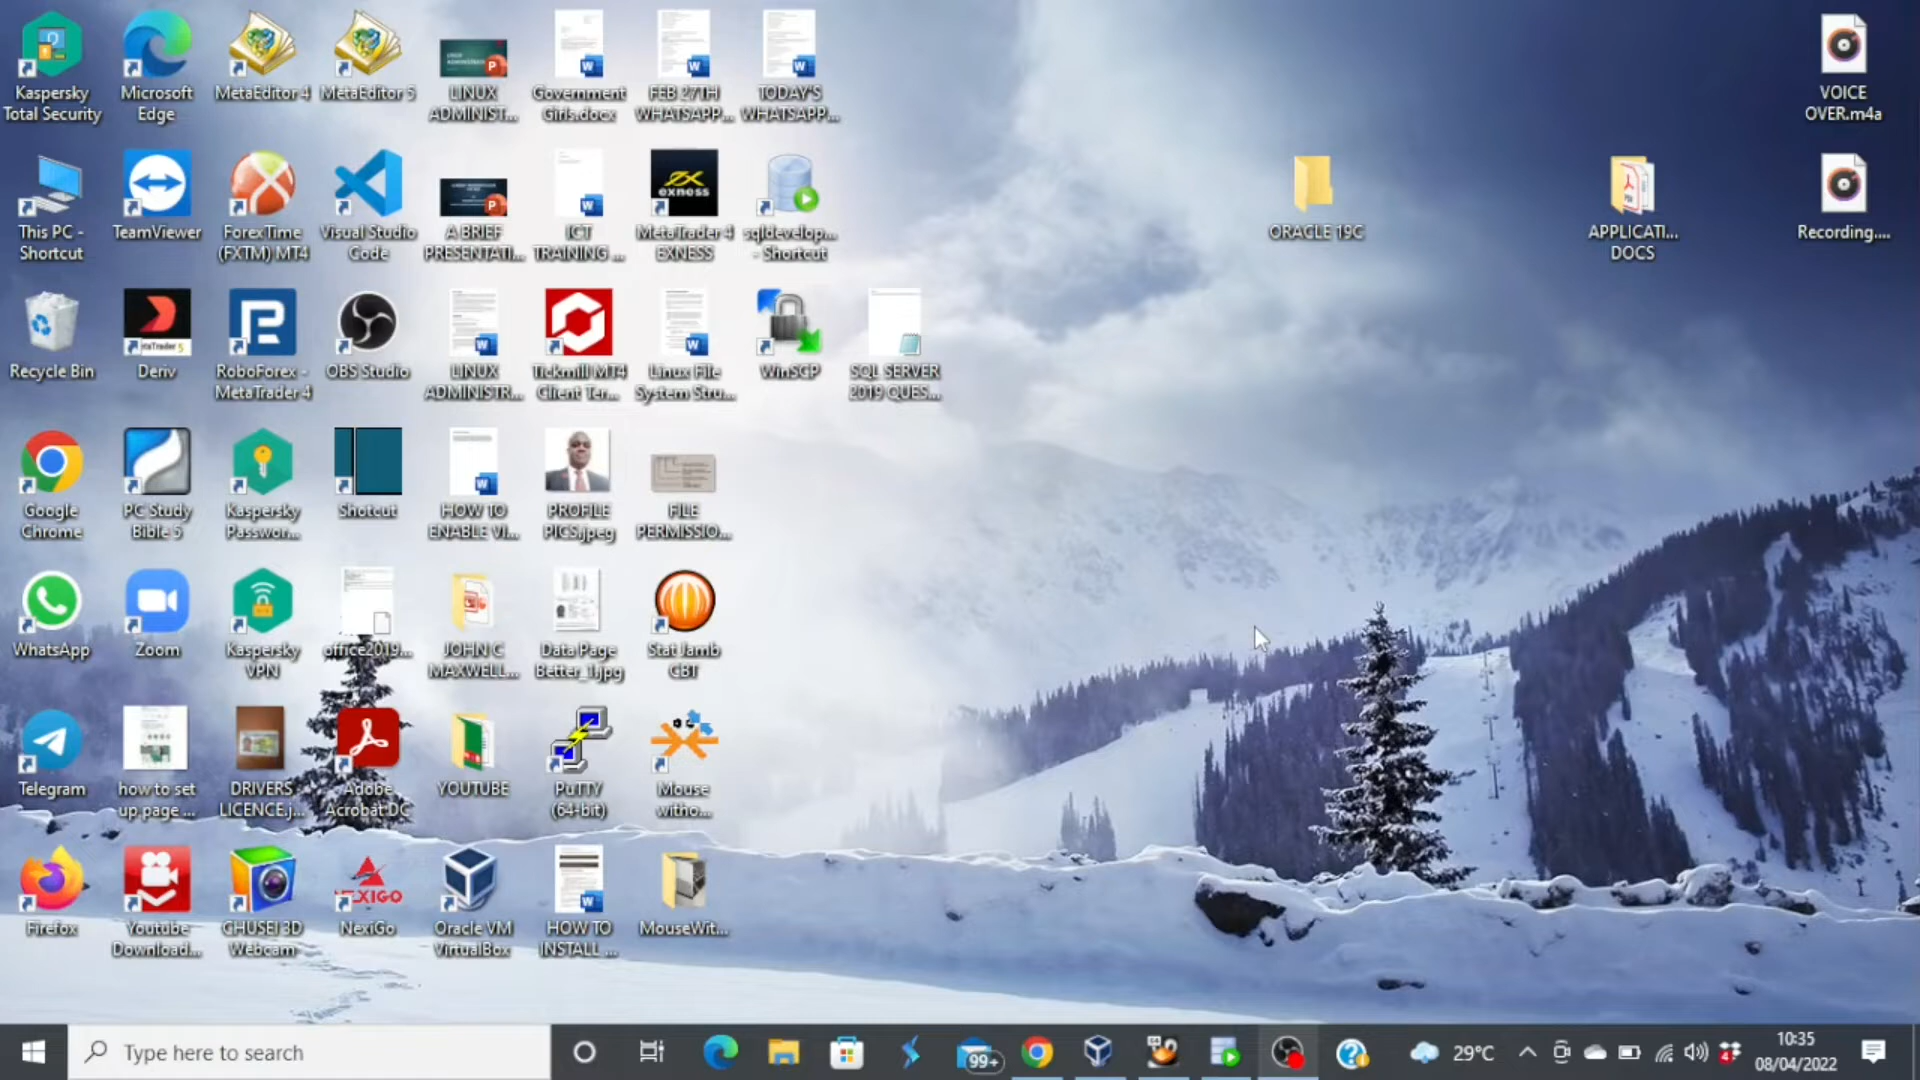 Kaspersky
Total Security
Microsoft
Edge
MetaEditor 4
MetaEditor 5
LINUX
ADMINIST...
Government
Girls.docx
FEB 27TH
WHATSAPP...
TODAY'S
WHATSAPP...
VOICE
OVER.m4a
This PC -
Shortcut
TeamViewer
ForexTime
(FXTM) MT4
Visual Studio
Code
A BRIEF
PRESENTATI...
ICT
TRAINING ...
exness
MetaTrader 4
EXNESS
sqldevelop...
- Shortcut
ORACLE 19C
APPLICATI...
DOCS
Recording....
Recycle Bin
Deriv
RoboForex -
MetaTrader 4
OBS Studio
LINUX
ADMINISTR...
Tickmill MT4
Client Ter...
Linux File
System Stru...
WinSCP
SQL SERVER
2019 QUES...
Google
Chrome
PC Study
Bible 5
Kaspersky
Passwor...
Shotcut
HOW TO
ENABLE VI...
PROFILE
PICS.jpeg
FILE
PERMISSIO...
WhatsApp
Zoom
Kaspersky
VPN
office2019...
JOHN C
MAXWELL...
Data Page
Better_1.jpg
StatJamb
CBT
Telegram
how to set
up page ...
DRIVERS
LICENCE.j...
Adobe
Acrobat DC
YOUTUBE
PuTTY
(64-bit)
Mouse
witho...
Firefox
Youtube
Download...
CHUSEI 3D
Webcam
NEXIGO
NexiGo
Oracle VM
VirtualBox
HOW TO
INSTALL ...
MouseWit...
Type here to search
99+
29°C
10:35
08/04/2022